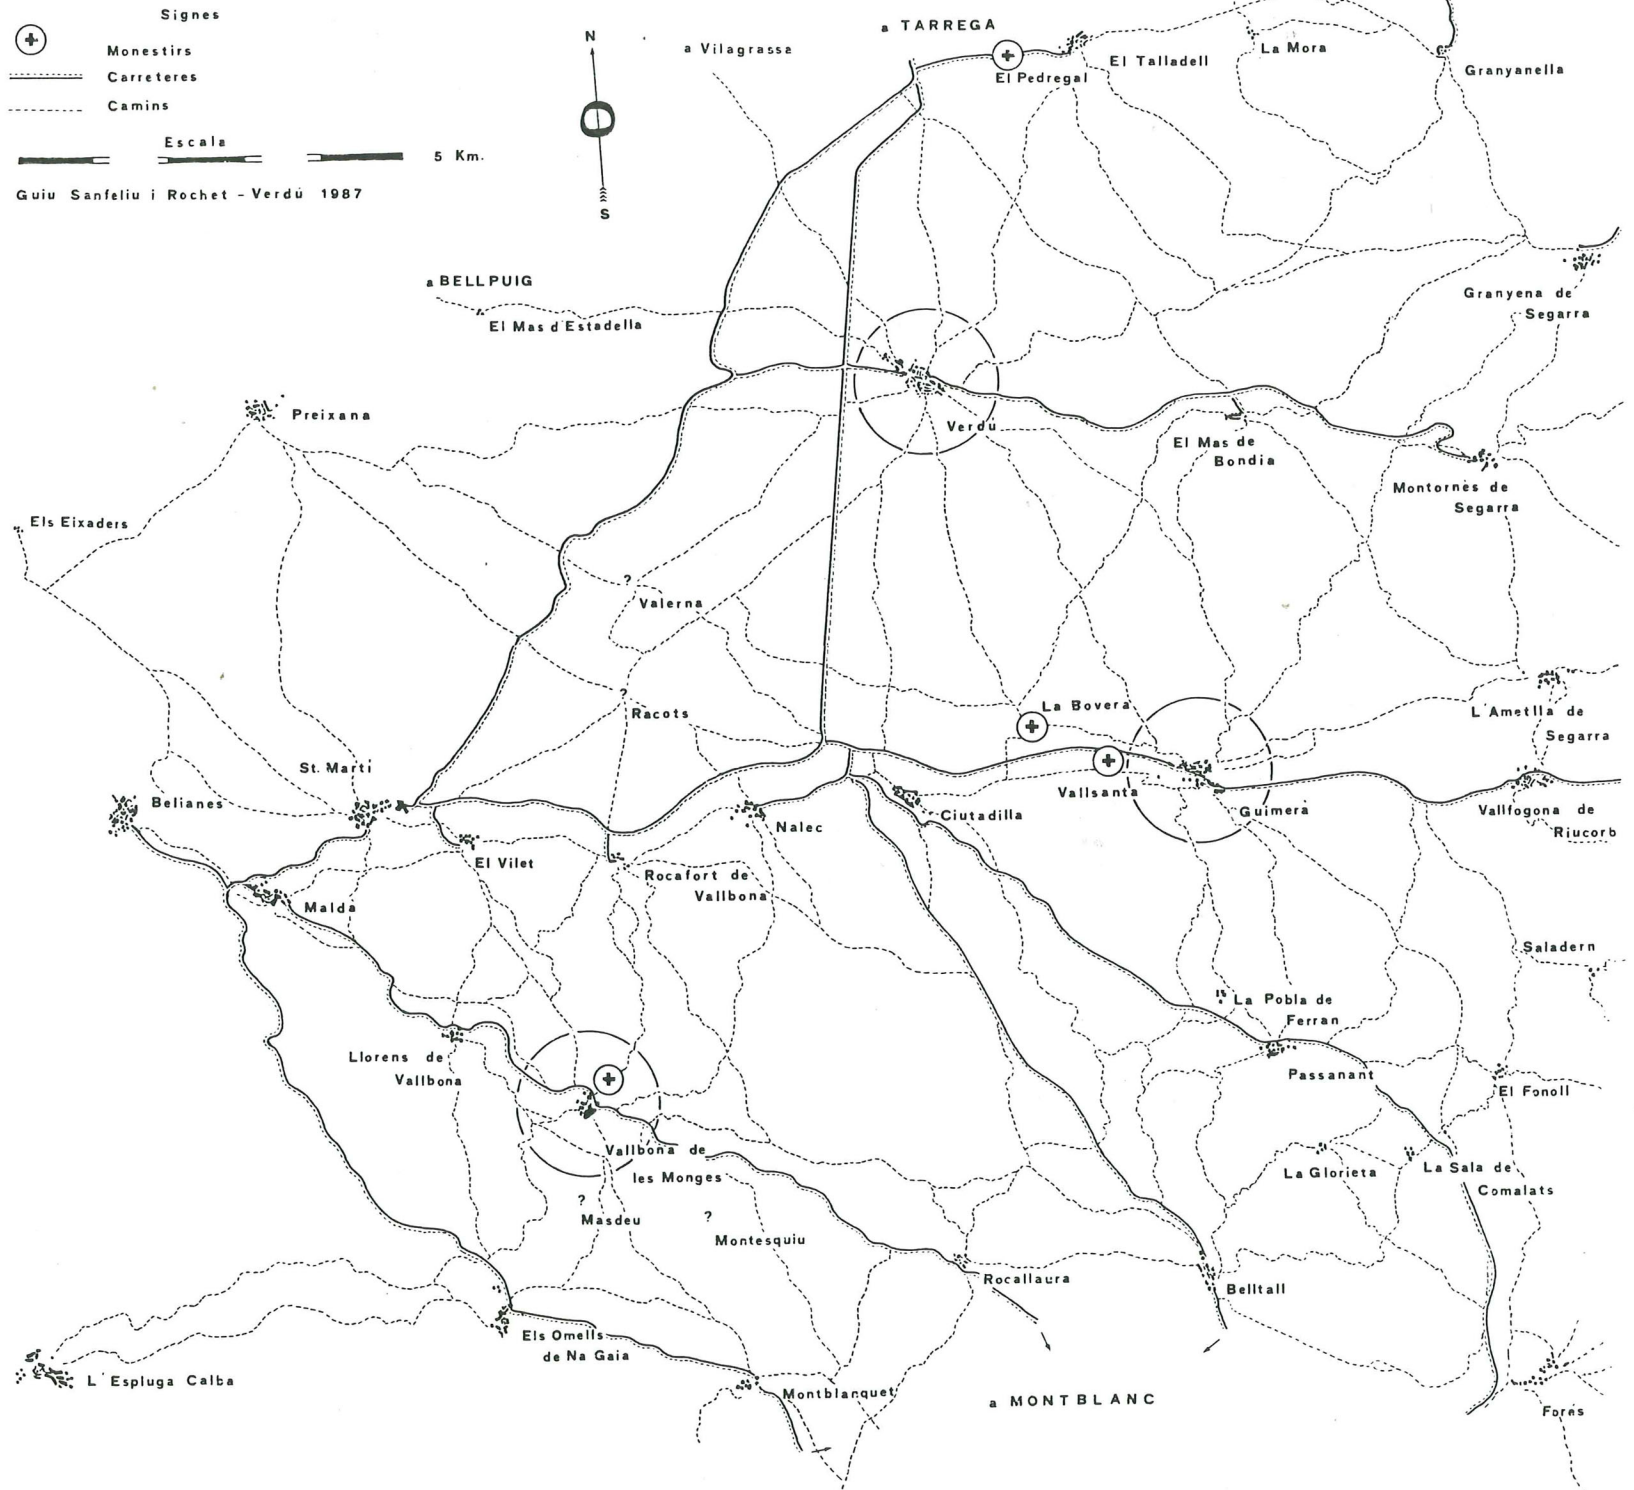 Signes
Monestirs
Carreteres
Camins
Escala
5 Km.
Guiu Sanfeliu i Rochet - Verdú 1987
N
S
a Vilagrassa
a TARREGA
El Pedregal
El Talladell
La Mora
Granyanella
a BELLPUIG
El Mas d'Estadella
Granyena de
Segarra
Preixana
Verdú
El Mas de
Bondia
Montornès de
Segarra
Els Eixaders
?
Valerna
?
Racots
La Bovera
L'Ametlla de
Segarra
St. Martí
Belianes
Vallsanta
Guimerà
Vallfogona de
Riucorb
Ciutadilla
Nalec
El Vilet
Rocafort de
Vallbona
Maldà
Saladern
La Pobla de
Ferran
Llorens de
Vallbona
Passanant
El Fonoll
Vallbona de
les Monges
La Glorieta
La Sala de
Comalats
?
Masdeu
?
Montesquiu
Rocallaura
Belltall
Els Omells
de Na Gaia
L'Espluga Calba
Montblanquet
a MONTBLANC
Forés